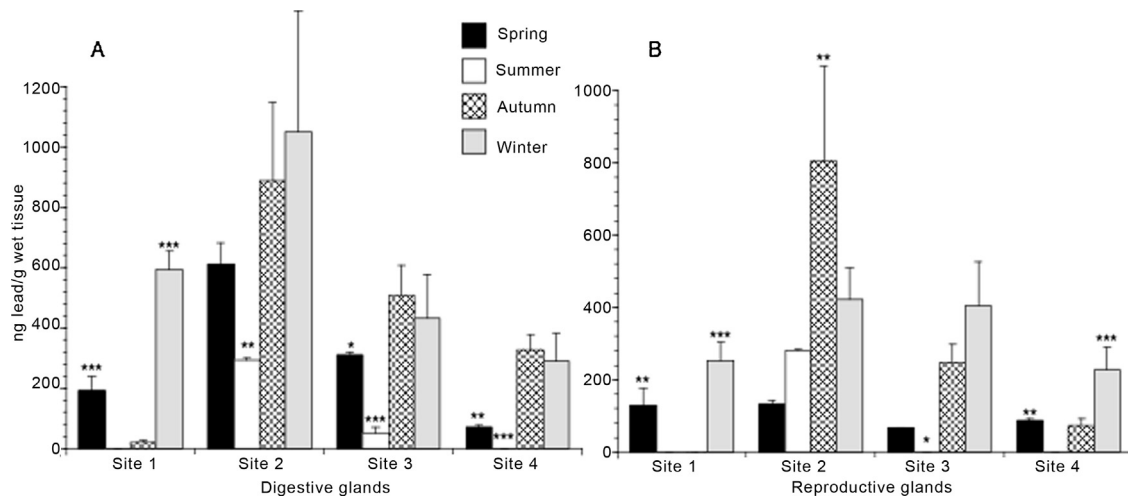 A
Spring
Summer
Autumn
Winter
ng lead/g wet tissue
1200
1000
800
600
400
200
0
***
**
*
***
**
***
***
Site 1
Site 2
Site 3
Site 4
Digestive glands
B
1000
800
600
400
200
0
**
***
**
*
**
***
Site 1
Site 2
Site 3
Site 4
Reproductive glands